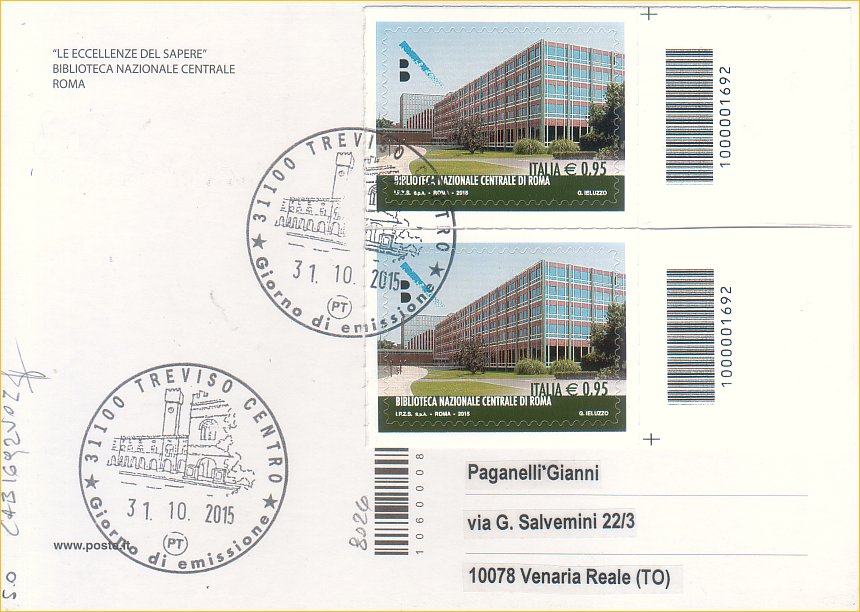 "LE ECCELLENZE DEL SAPERE"
BIBLIOTECA NAZIONALE CENTRALE
ROMA
B
ITALIA € 0,95
BIBLIOTECA NAZIONALE CENTRALE DI ROMA
I.P.Z.S. S.p.A. - ROMA - 2015
G. IELUZZO
1000001692
31100 TREVISO CENTRO
31. 10. 2015
PT
Giorno di emissione
B
ITALIA € 0,95
BIBLIOTECA NAZIONALE CENTRALE DI ROMA
I.P.Z.S. S.p.A. - ROMA - 2015
G. IELUZZO
1000001692
31100 TREVISO CENTRO
31. 10. 2015
PT
Giorno di emissione
www.poste.it
8026
1060008
Paganelli Gianni
via G. Salvemini 22/3
10078 Venaria Reale (TO)
5.0